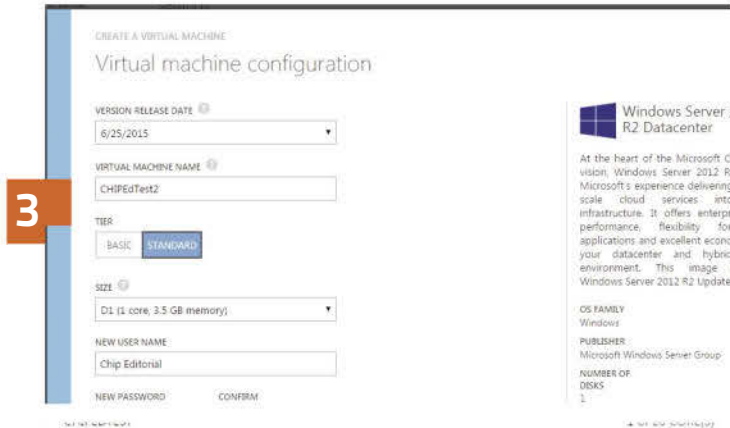 CREATE A VIRTUAL MACHINE
Virtual machine configuration
3
VERSION RELEASE DATE
6/25/2015
VIRTUAL MACHINE NAME
CHIPEdTest2
TIER
BASIC STANDARD
SIZE
D1 (1 core, 3.5 GB memory)
NEW USER NAME
Chip Editorial
NEW PASSWORD CONFIRM
Windows Server
R2 Datacenter
At the heart of the Microsoft
vision, Windows Server 2012
Microsoft's experience delivering
scale cloud services into
infrastructure. It offers
performance, flexibility for
applications and excellent
your datacenter and
environment. This image
Windows Server 2012 R2 Update
OS FAMILY
Windows
PUBLISHER
Microsoft Windows Server Group
NUMBER OF
DISKS
1